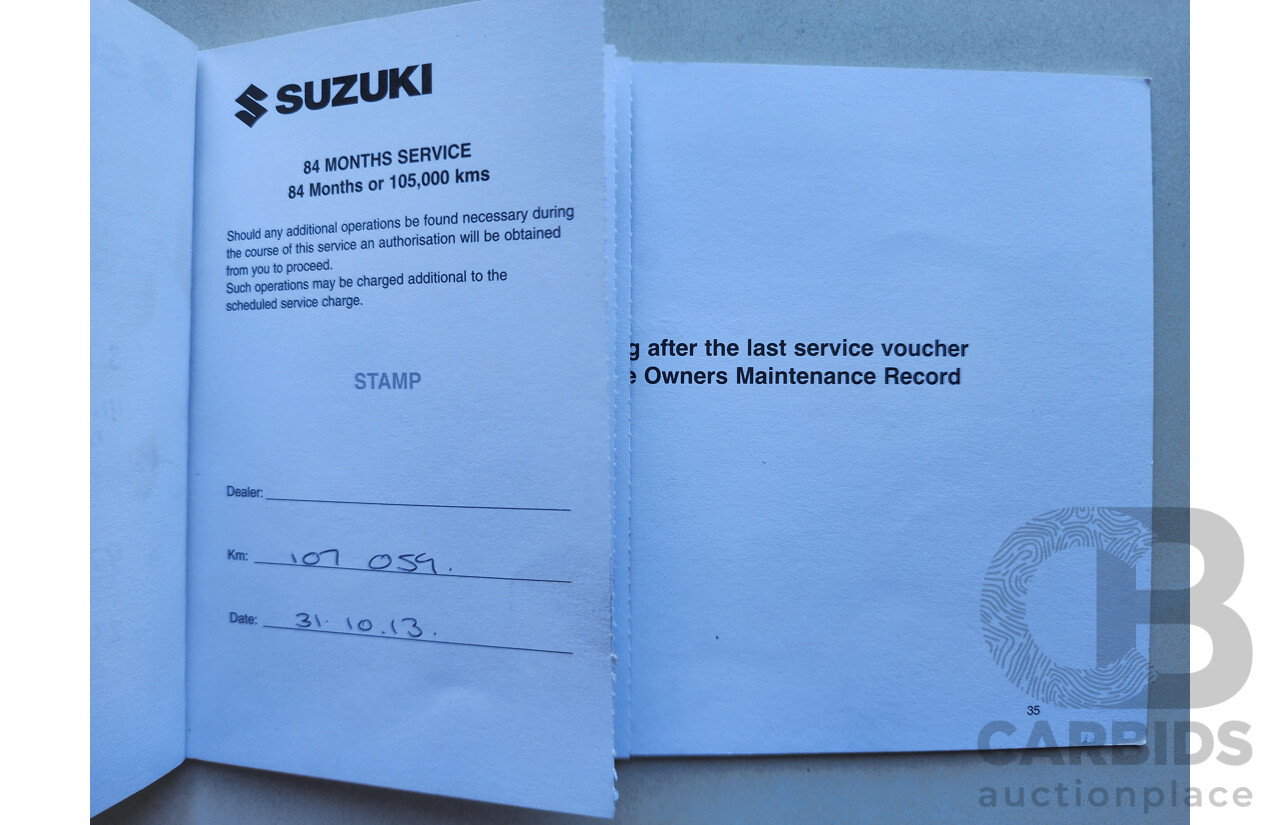 SUZUKI
84 MONTHS SERVICE
84 Months or 105,000 kms
Should any additional operations be found necessary during
the course of this service an authorisation will be obtained
from you to proceed.
Such operations may be charged additional to the
scheduled service charge.
STAMP
Dealer:
Km: 107 059.
Date: 31.10.13.
g after the last service voucher
e Owners Maintenance Record
35
CB
CARBIDS
auctionplace